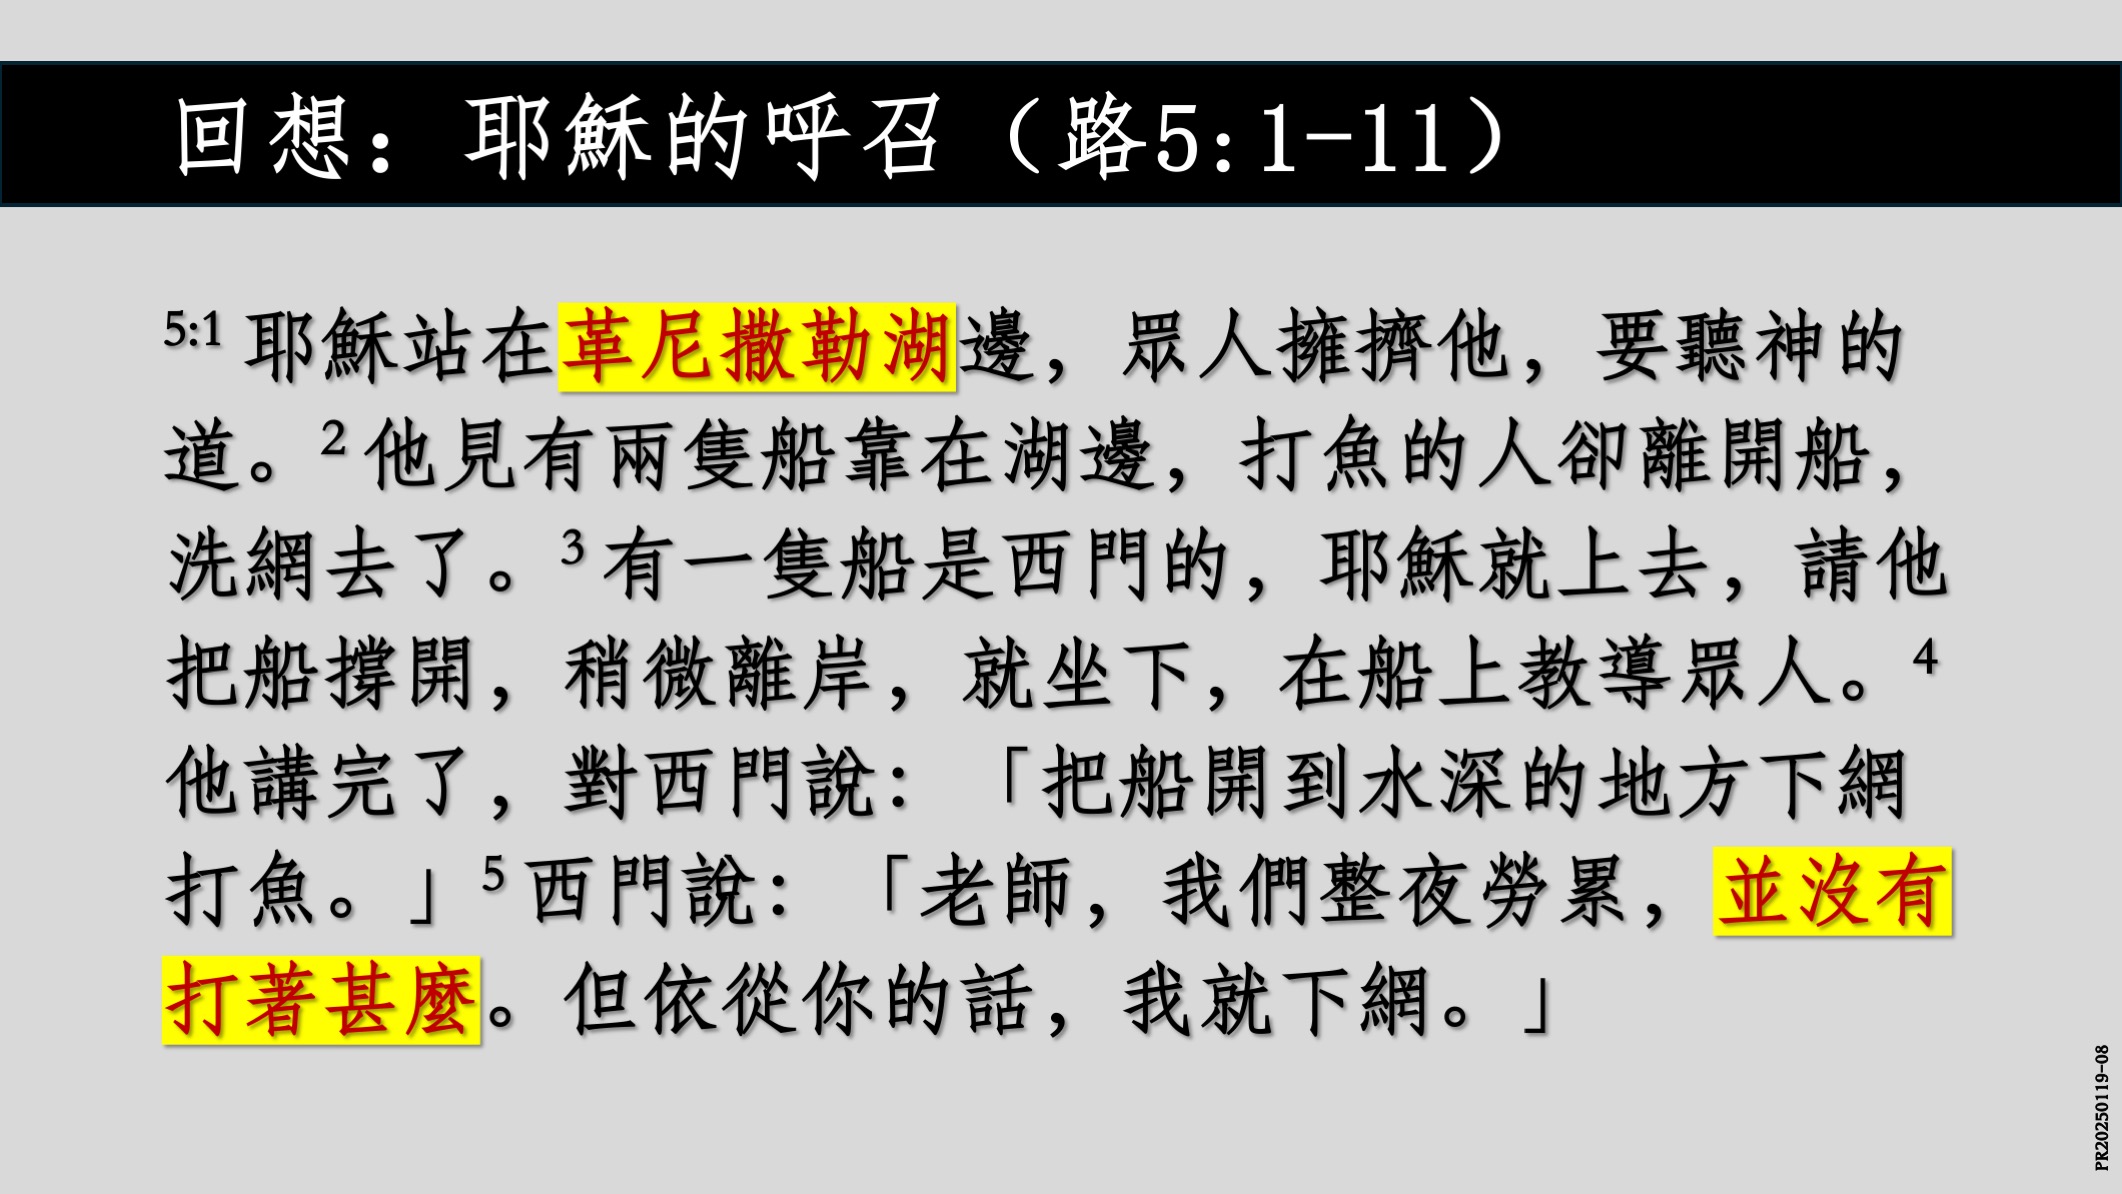 回想：耶穌的呼召（路5:1-11）
5:1 耶穌站在革尼撒勒湖邊，眾人擁擠他，要聽神的
道。2 他見有兩隻船靠在湖邊，打魚的人卻離開船，
洗網去了。3 有一隻船是西門的，耶穌就上去，請他
把船撐開，稍微離岸，就坐下，在船上教導眾人。4
他講完了，對西門說：「把船開到水深的地方下網
打魚。」5 西門說：「老師，我們整夜勞累，並沒有
打著甚麼。但依從你的話，我就下網。」
PR20250119-08